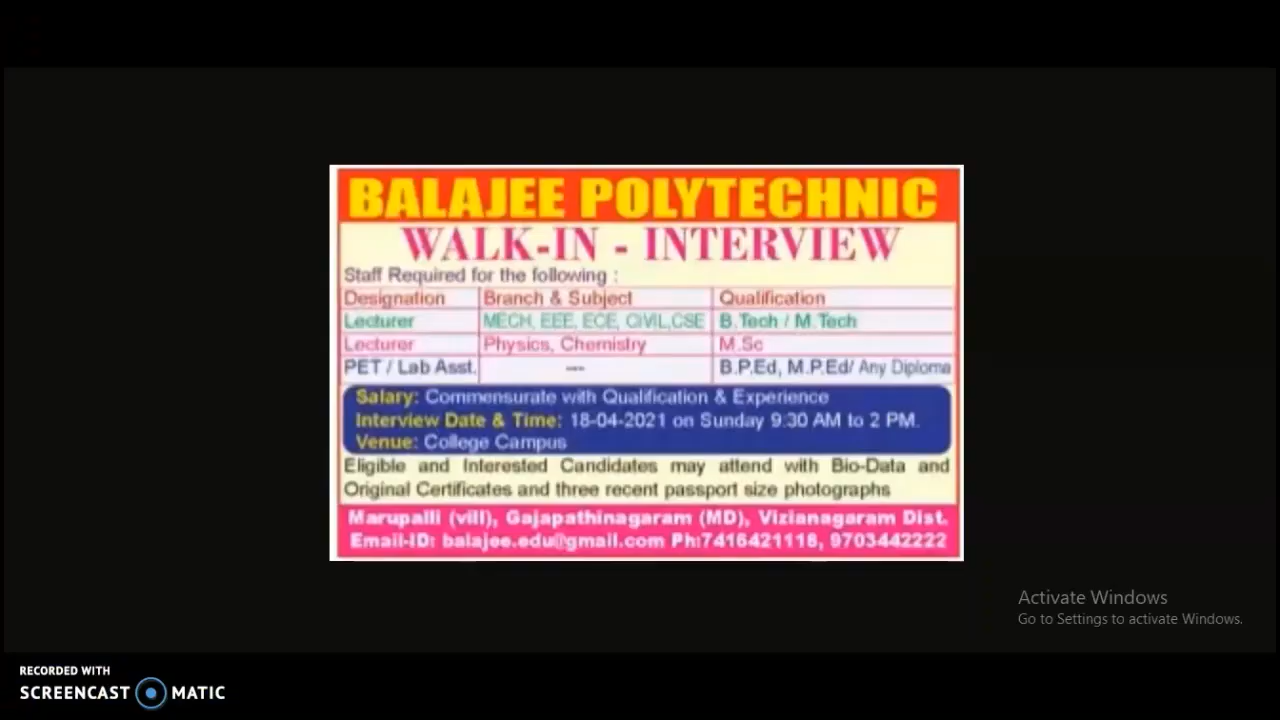 BALAJEE POLYTECHNIC
WALK-IN - INTERVIEW
Staff Required for the following :
Designation Branch & Subject Qualification
Lecturer MECH, EEE, ECE, CIVIL,CSE B.Tech / M.Tech
Lecturer Physics, Chemistry M.Sc
PET / Lab Asst. --- B.P.Ed, M.P.Ed/ Any Diploma
Salary: Commensurate with Qualification & Experience
Interview Date & Time: 18-04-2021 on Sunday 9:30 AM to 2 PM.
Venue: College Campus
Eligible and Interested Candidates may attend with Bio-Data and
Original Certificates and three recent passport size photographs
Marupalli (vill), Gajapathinagaram (MD), Vizianagaram Dist.
Email-ID: balajee.edu@gmail.com Ph:7416421118, 9703442222
Activate Windows
Go to Settings to activate Windows.
RECORDED WITH
SCREENCAST MATIC